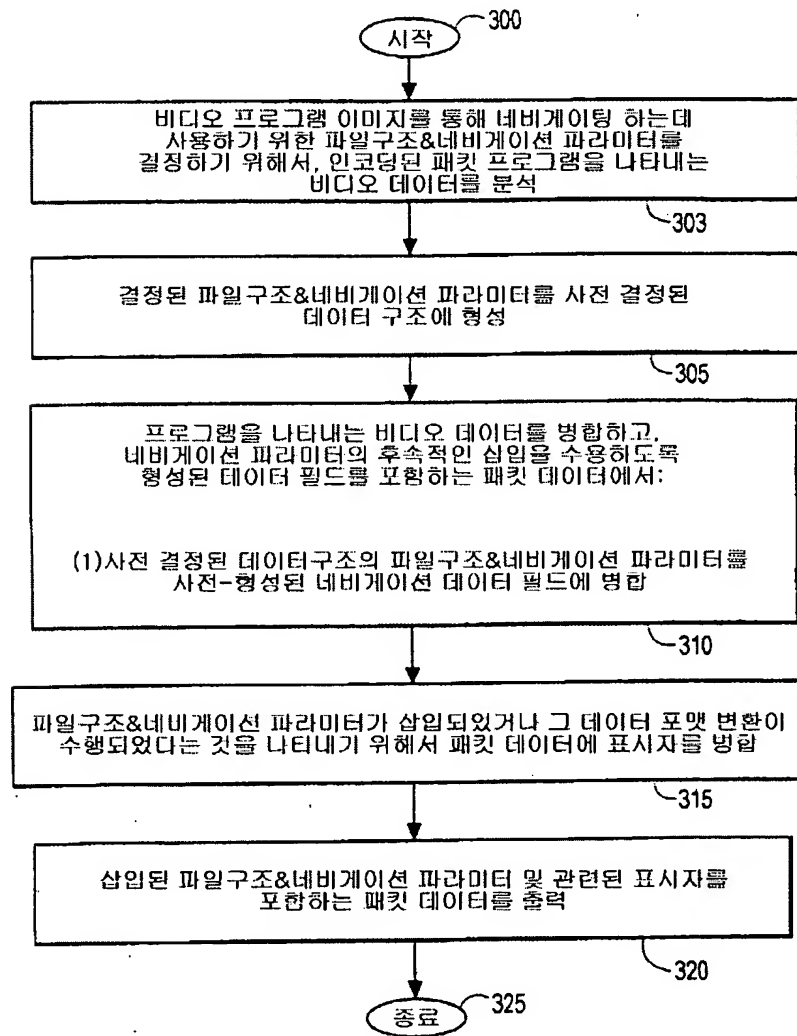 시작
300
비디오 프로그램 이미지를 통해 네비게이팅 하는데
사용하기 위한 파일구조&네비게이션 파라미터를
결정하기 위해서, 인코딩된 패킷 프로그램을 나타내는
비디오 데이터를 분석
303
결정된 파일구조&네비게이션 파라미터를 사전 결정된
데이터 구조에 형성
305
프로그램을 나타내는 비디오 데이터를 병합하고,
네비게이션 파라미터의 후속적인 삽입을 수용하도록
형성된 데이터 필드를 포함하는 패킷 데이터에서:
(1)사전 결정된 데이터구조의 파일구조&네비게이션 파라미터를
사전-형성된 네비게이션 데이터 필드에 병합
310
파일구조&네비게이션 파라미터가 삽입되었거나 그 데이터 포맷 변환이
수행되었다는 것을 나타내기 위해서 패킷 데이터에 표시자를 병합
315
삽입된 파일구조&네비게이션 파라미터 및 관련된 표시자를
포함하는 패킷 데이터를 출력
320
종료
325